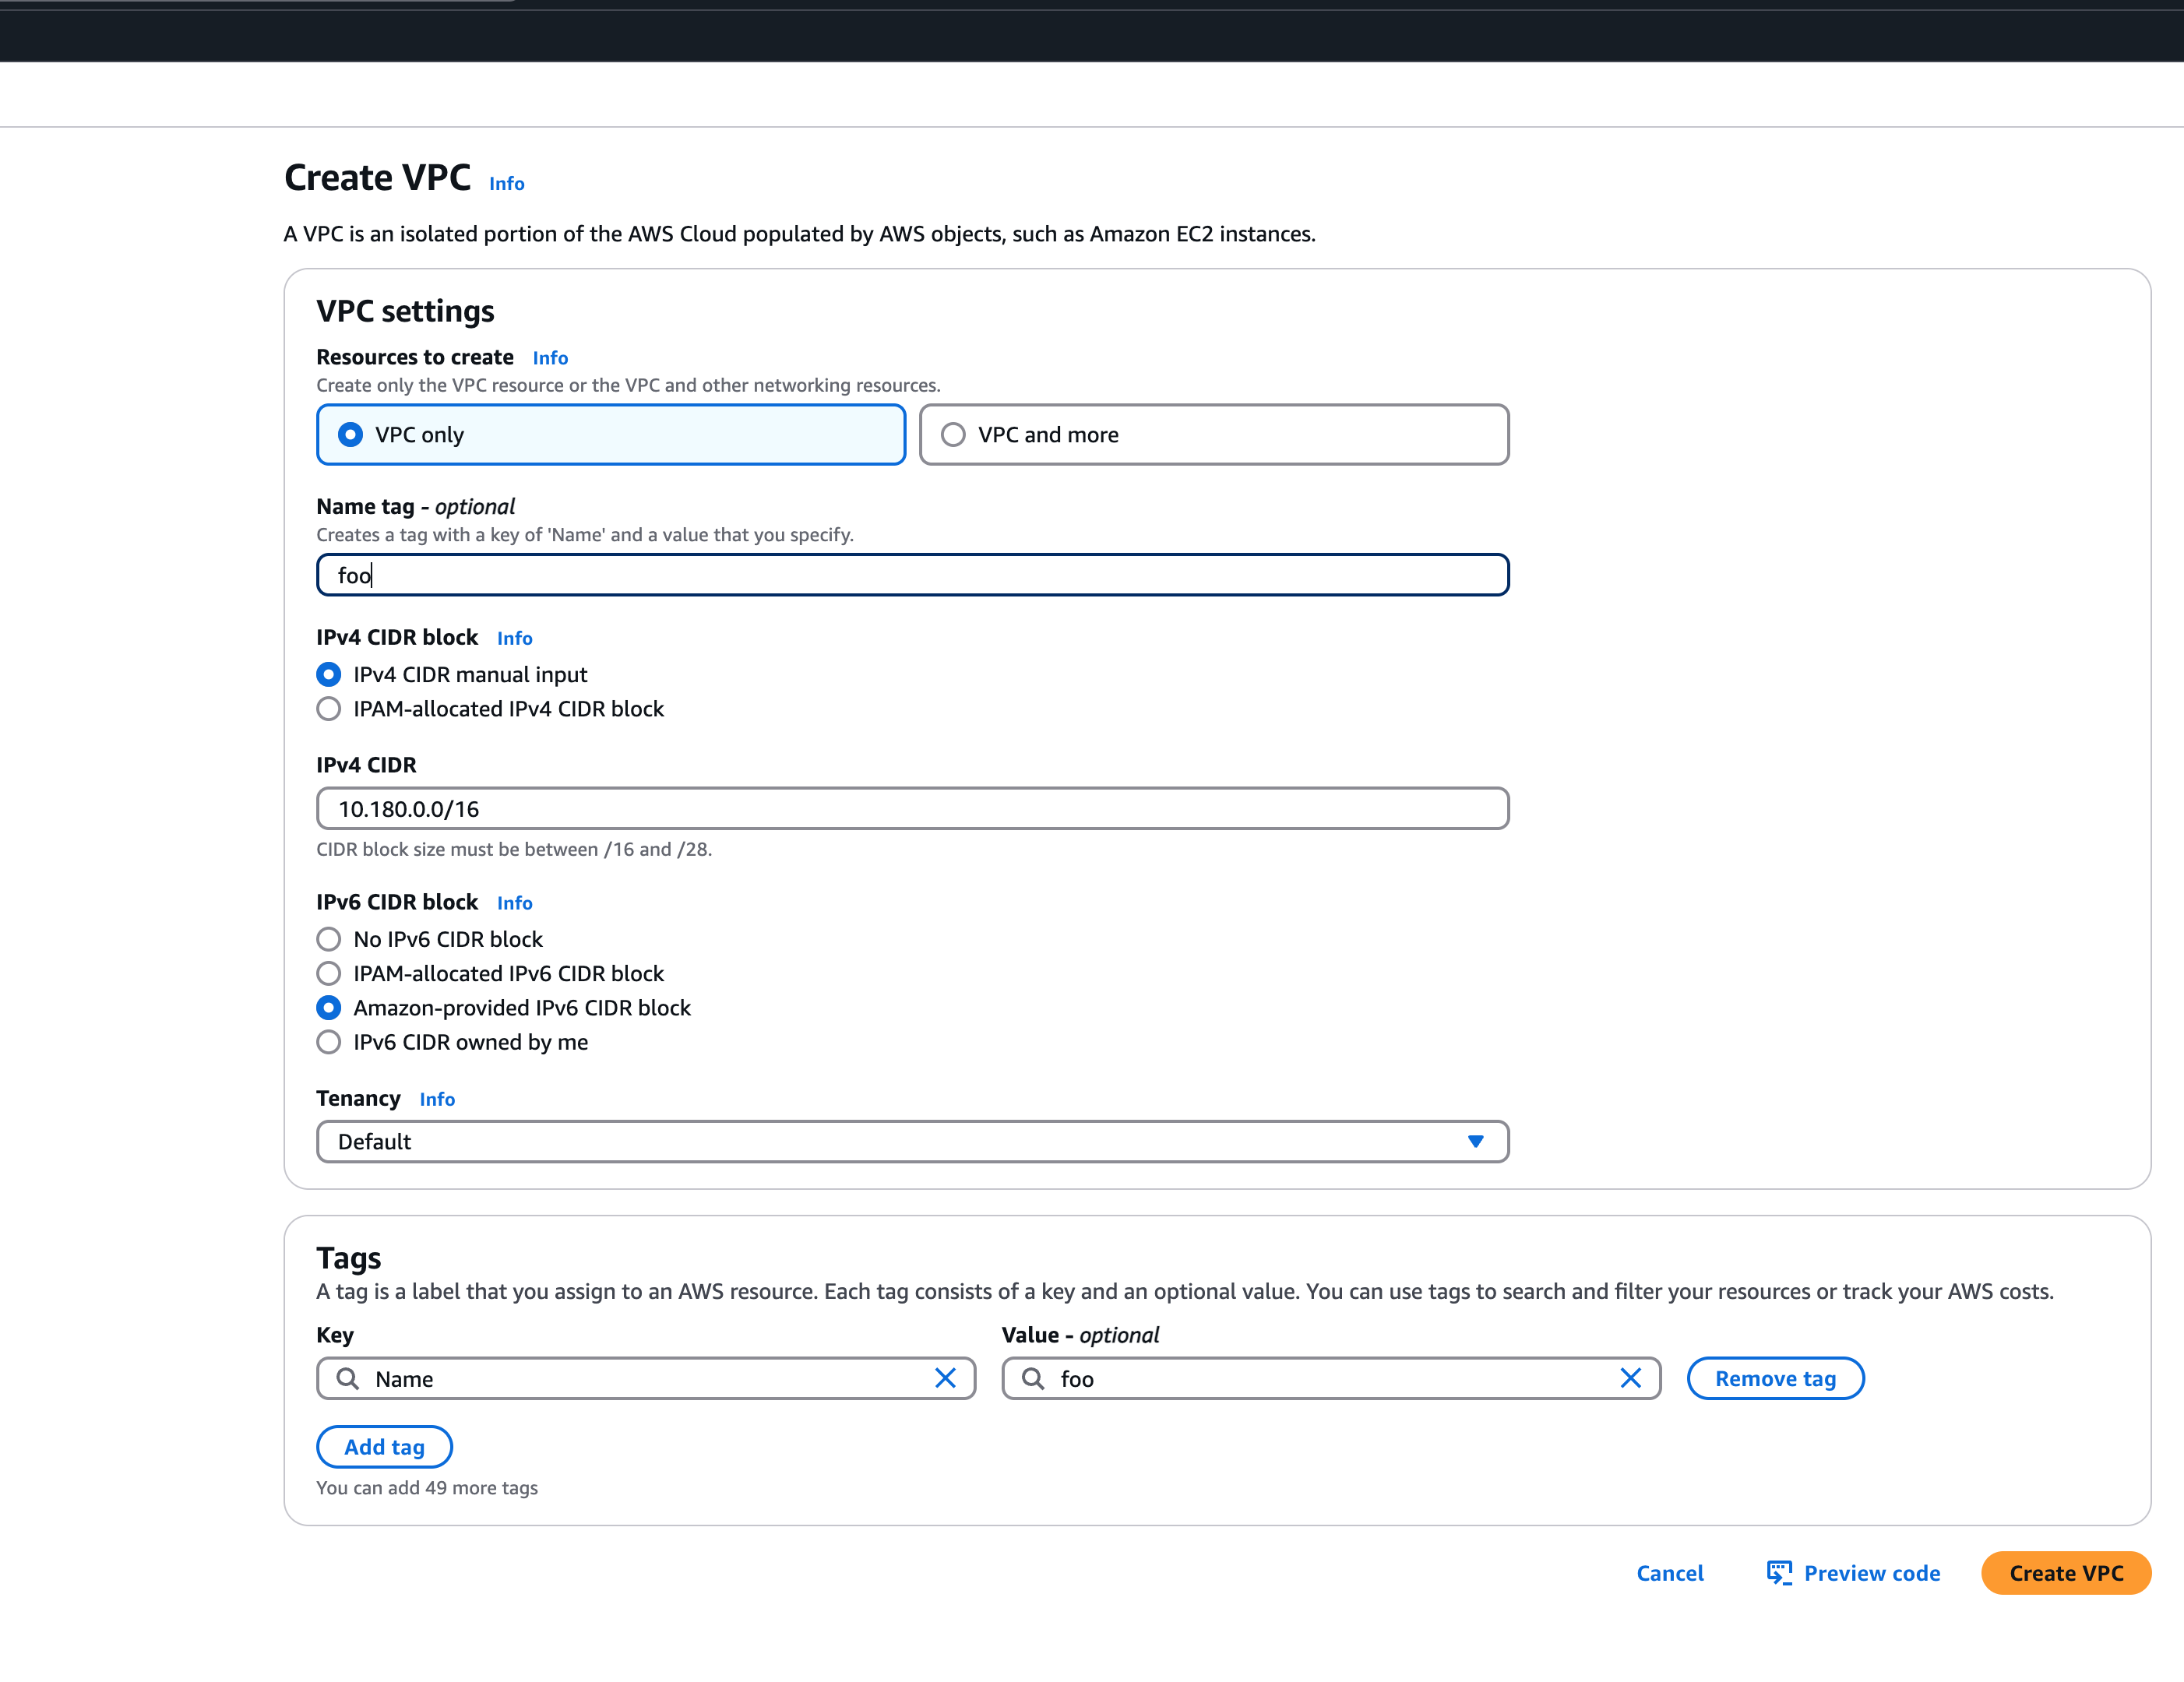 Create VPC Info
A VPC is an isolated portion of the AWS Cloud populated by AWS objects, such as Amazon EC2 instances.
VPC settings
Resources to create Info
Create only the VPC resource or the VPC and other networking resources.
VPC only VPC and more
Name tag - optional
Creates a tag with a key of 'Name' and a value that you specify.
foo
IPv4 CIDR block Info
IPv4 CIDR manual input
IPAM-allocated IPv4 CIDR block
IPv4 CIDR
10.180.0.0/16
CIDR block size must be between /16 and /28.
IPv6 CIDR block Info
No IPv6 CIDR block
IPAM-allocated IPv6 CIDR block
Amazon-provided IPv6 CIDR block
IPv6 CIDR owned by me
Tenancy Info
Default
Tags
A tag is a label that you assign to an AWS resource. Each tag consists of a key and an optional value. You can use tags to search and filter your resources or track your AWS costs.
Key Value - optional
Name foo Remove tag
Add tag
You can add 49 more tags
Cancel Preview code Create VPC